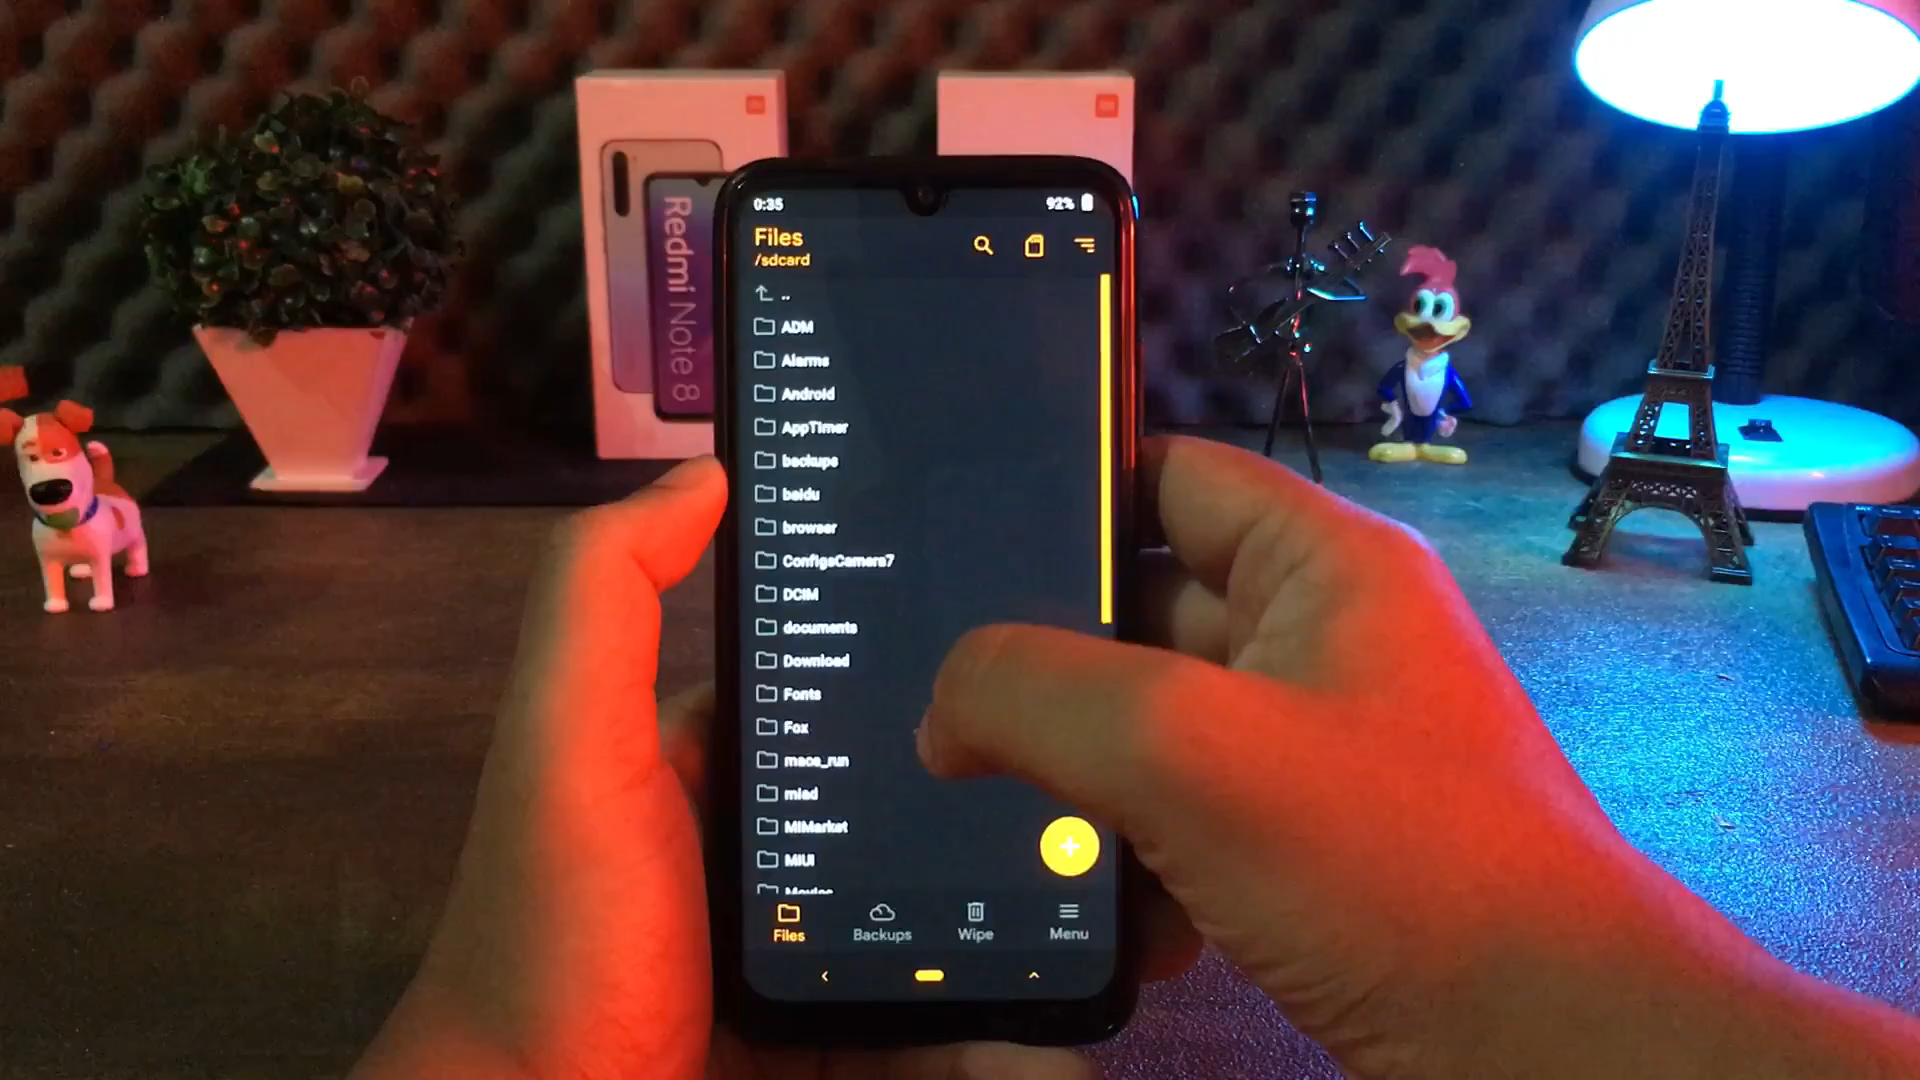 Redmi Note 8
0:35
92%
Files
/sdcard
..
ADM
Alarms
Android
AppTimer
backups
baidu
browser
ConfigsCamera7
DCIM
documents
Download
Fonts
Fox
mace_run
miad
MIMarket
MIUI
Movies
Files
Backups
Wipe
Menu